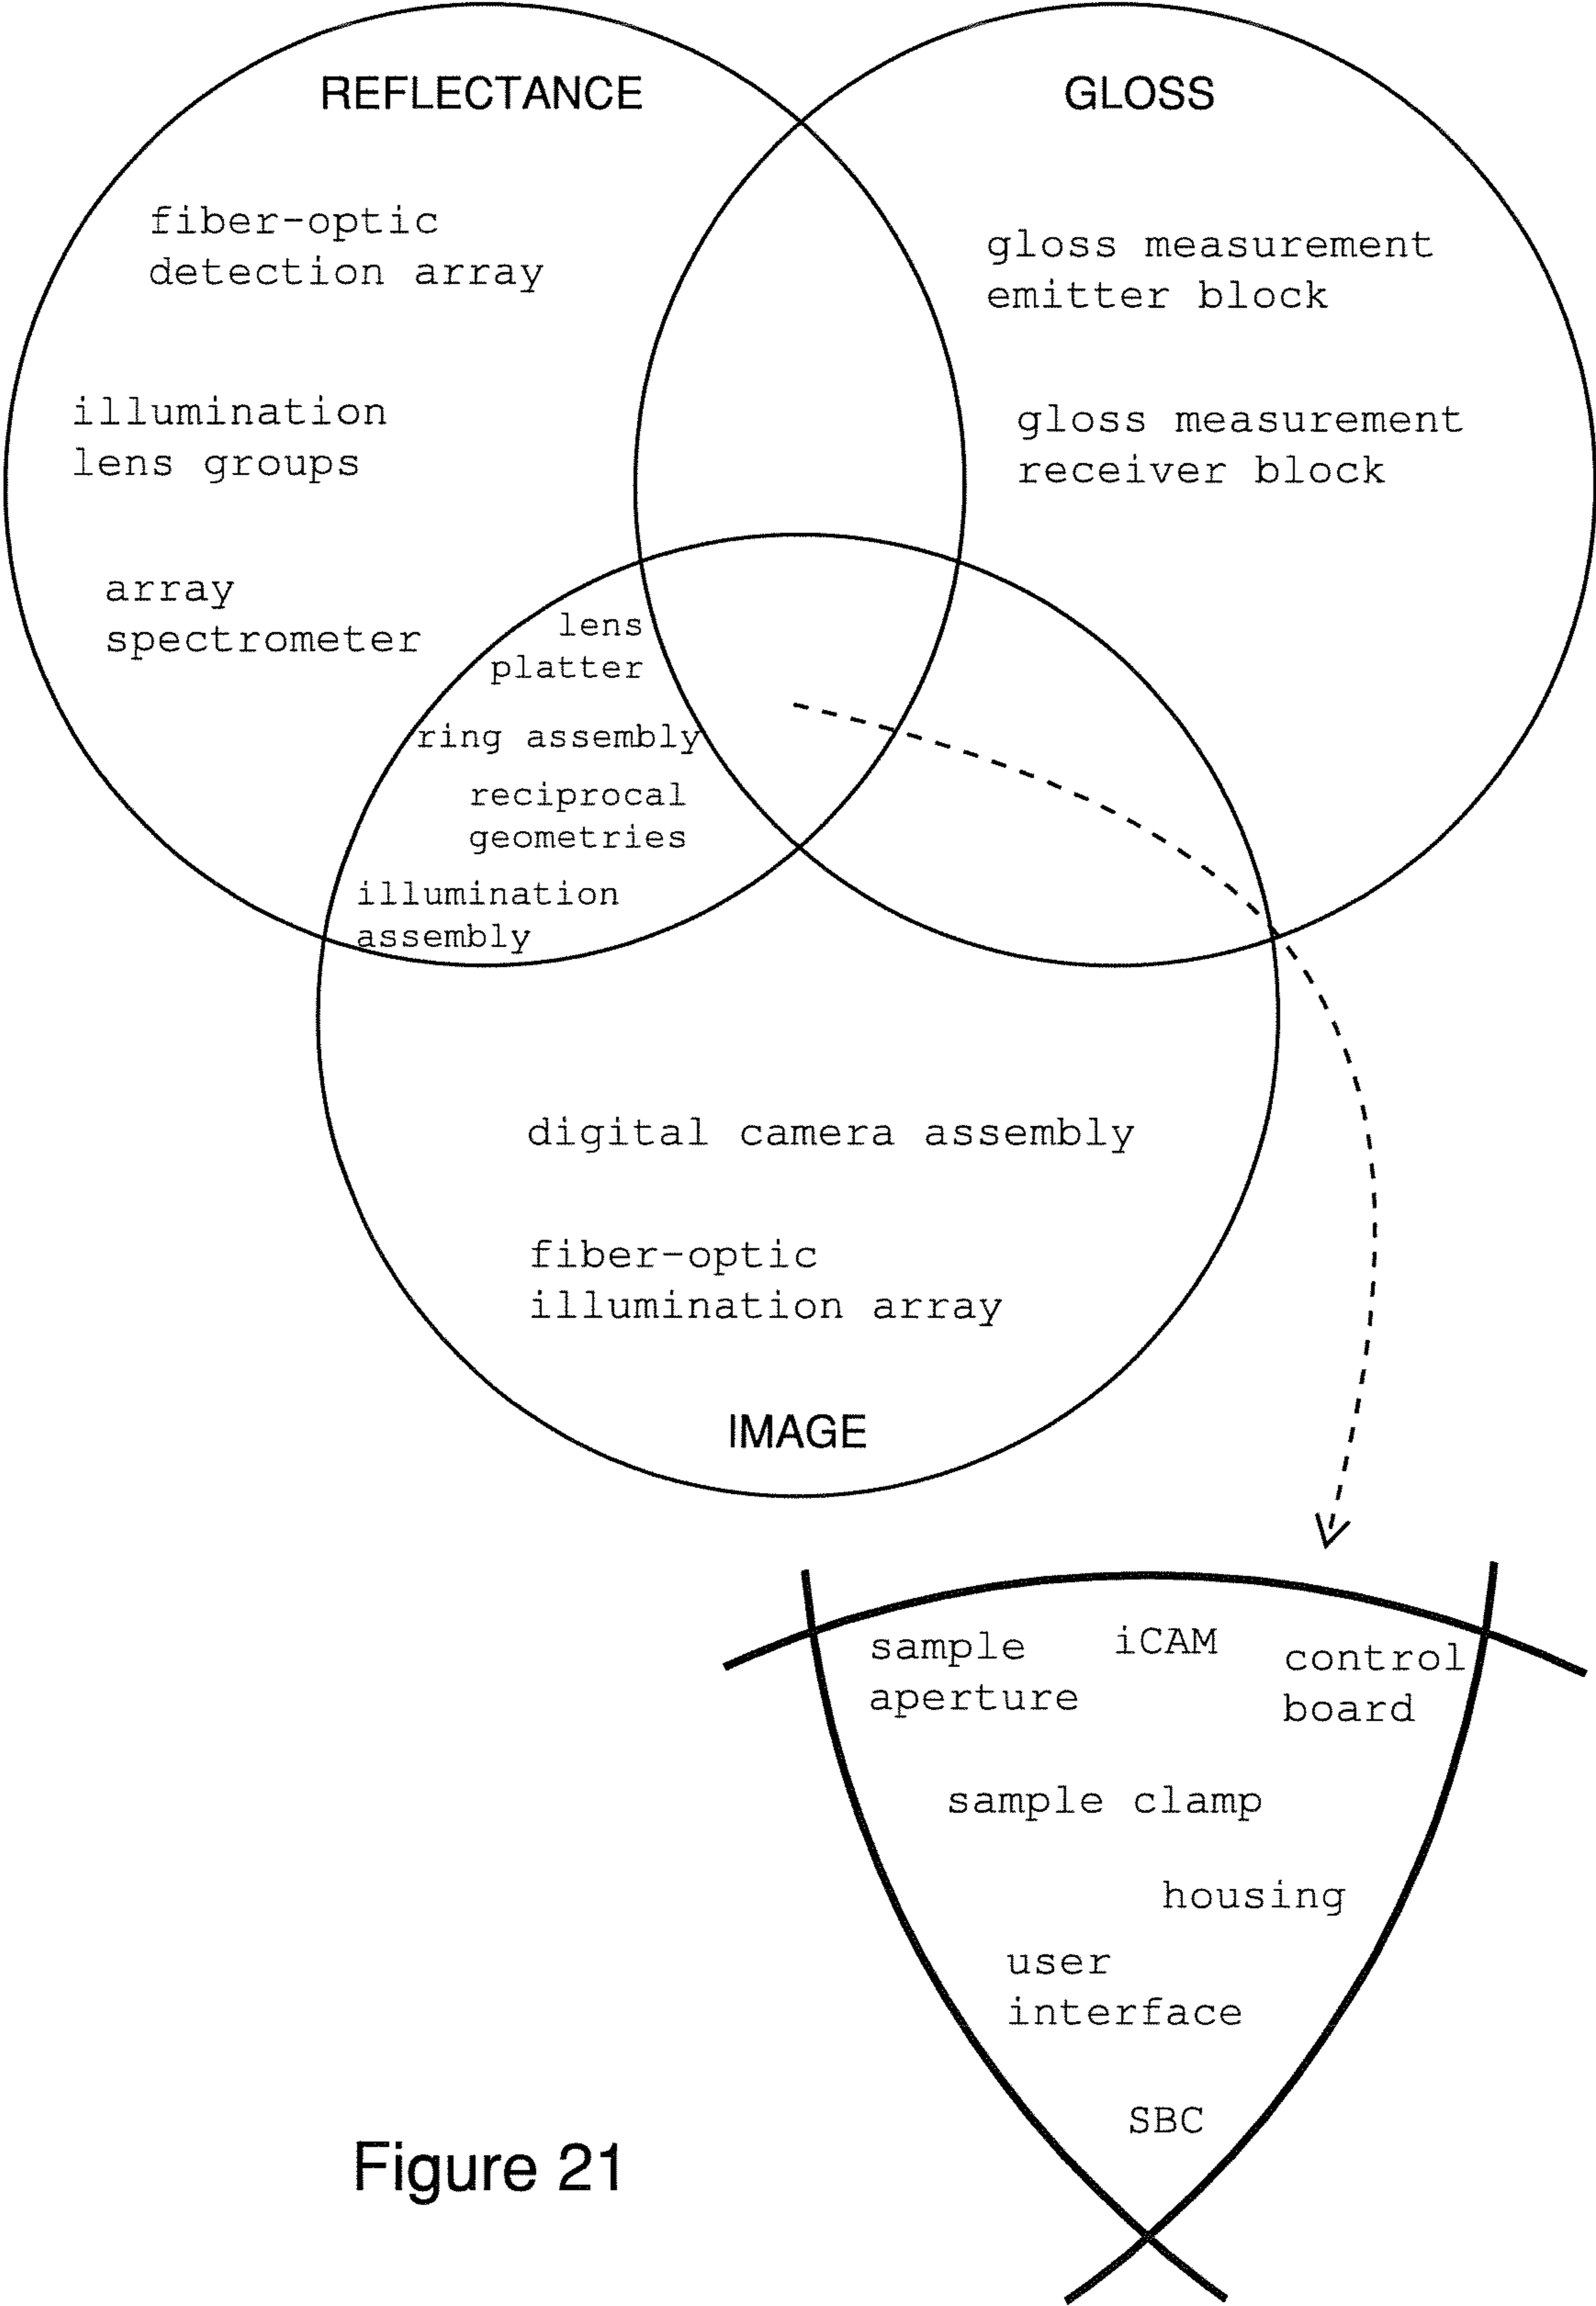 REFLECTANCE
GLOSS
fiber-optic
detection array
gloss measurement
emitter block
illumination
lens groups
gloss measurement
receiver block
array
spectrometer
lens
platter
ring assembly
reciprocal
geometries
illumination
assembly
digital camera assembly
fiber-optic
illumination array
IMAGE
sample
aperture
iCAM
control
board
sample clamp
housing
user
interface
SBC
Figure 21